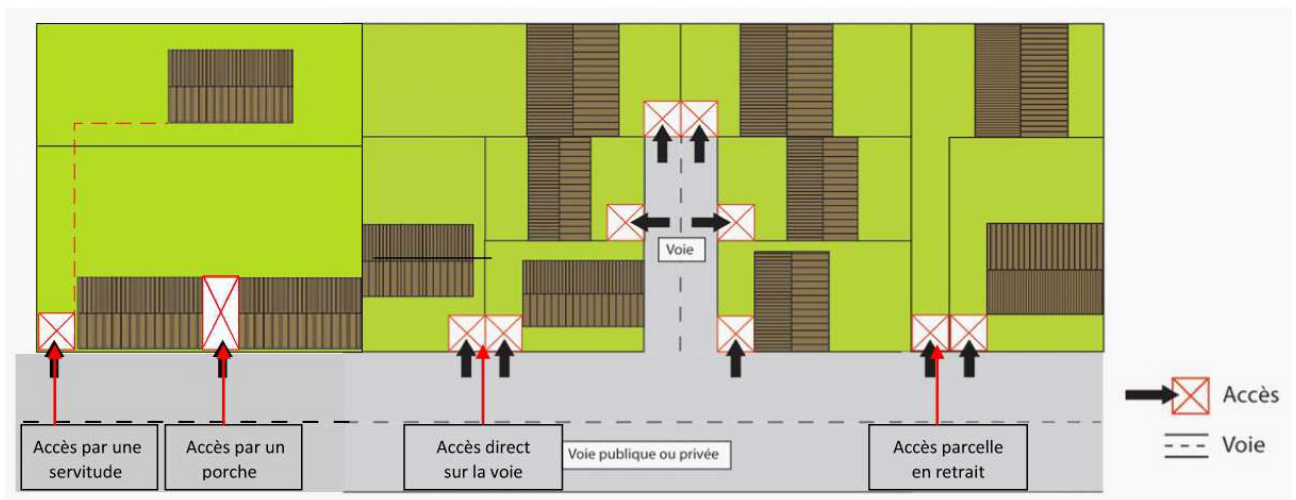 Voie
Accès par une
servitude
Accès par un
porche
Accès direct
sur la voie
Voie publique ou privée
Accès parcelle
en retrait
Accès
Voie